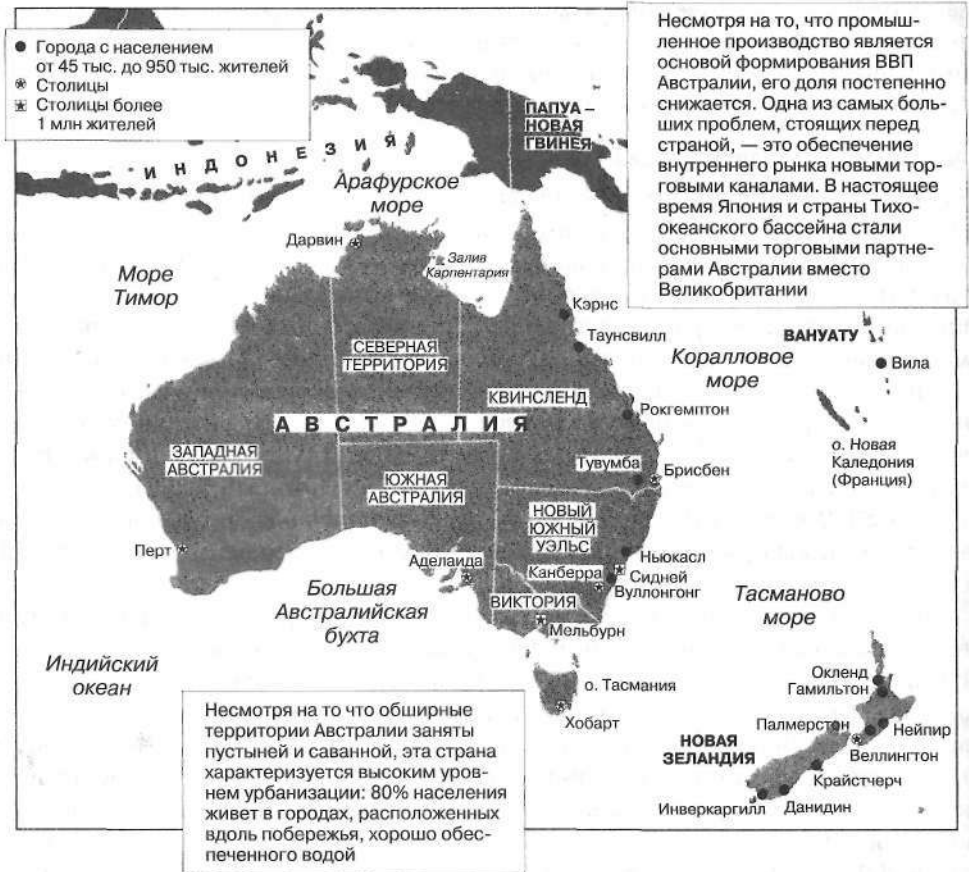 ● Города с населением
от 45 тыс. до 950 тыс. жителей
Столицы
Столицы более
1 млн жителей
Несмотря на то, что промыш-
ленное производство является
основой формирования ВВП
Австралии, его доля постепенно
снижается. Одна из самых боль-
ших проблем, стоящих перед
страной, — это обеспечение
внутреннего рынка новыми тор-
говыми каналами. В настоящее
время Япония и страны Тихо-
океанского бассейна стали
основными торговыми партне-
рами Австралии вместо
Великобритании
ПАПУА –
НОВАЯ
ГВИНЕЯ
ИНДОНЕЗИЯ
Арафурское
море
Дарвин
Залив
Карпентария
Море
Тимор
Кэрнс
Таунсвилл
ВАНУАТУ
Вила
Коралловое
море
СЕВЕРНАЯ
ТЕРРИТОРИЯ
КВИНСЛЕНД
Рокгемптон
АВСТРАЛИЯ
ЗАПАДНАЯ
АВСТРАЛИЯ
о. Новая
Каледония
(Франция)
ЮЖНАЯ
АВСТРАЛИЯ
Тувумба
Брисбен
НОВЫЙ
ЮЖНЫЙ
УЭЛЬС
Перт
Аделаида
Ньюкасл
Канберра
Сидней
Вуллонгонг
Большая
Австралийская
бухта
ВИКТОРИЯ
Мельбурн
Тасманово
море
Индийский
океан
о. Тасмания
Хобарт
Окленд
Гамильтон
Палмерстон
Нейпир
Веллингтон
НОВАЯ
ЗЕЛАНДИЯ
Крайстчерч
Инверкаргилл
Данидин
Несмотря на то что обширные
территории Австралии заняты
пустыней и саванной, эта страна
характеризуется высоким уров-
нем урбанизации: 80% населения
живет в городах, расположенных
вдоль побережья, хорошо обес-
печенного водой